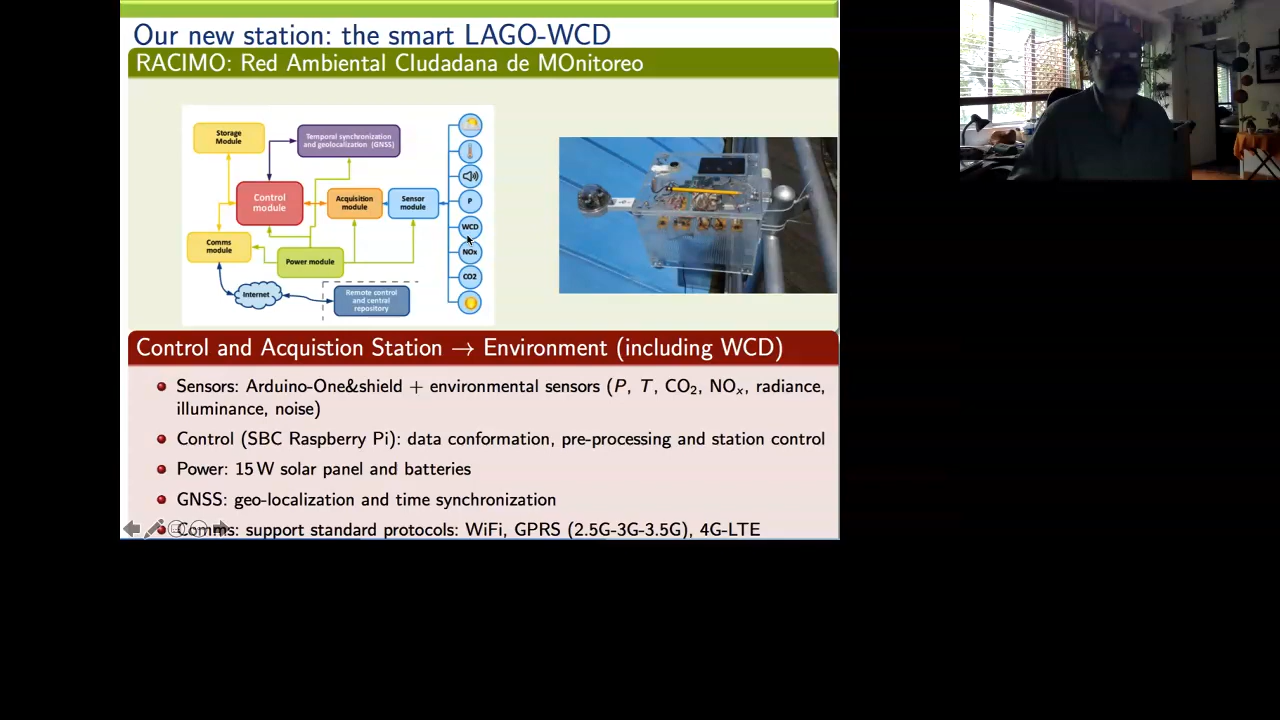 Our new station: the smart LAGO-WCD
RACIMO: Red Ambiental CIudadana de MOnitoreo
Storage
Module
Temporal synchronization
and geolocalization (GNSS)
Control
module
Acquisition
module
Sensor
module
P
WCD
NOx
CO2
Comms
module
Power module
Internet
Remote control
and central
repository
Control and Acquistion Station → Environment (including WCD)
Sensors: Arduino-One&shield + environmental sensors (P, T, CO₂, NOₓ, radiance,
illuminance, noise)
Control (SBC Raspberry Pi): data conformation, pre-processing and station control
Power: 15 W solar panel and batteries
GNSS: geo-localization and time synchronization
Comms: support standard protocols: WiFi, GPRS (2.5G-3G-3.5G), 4G-LTE